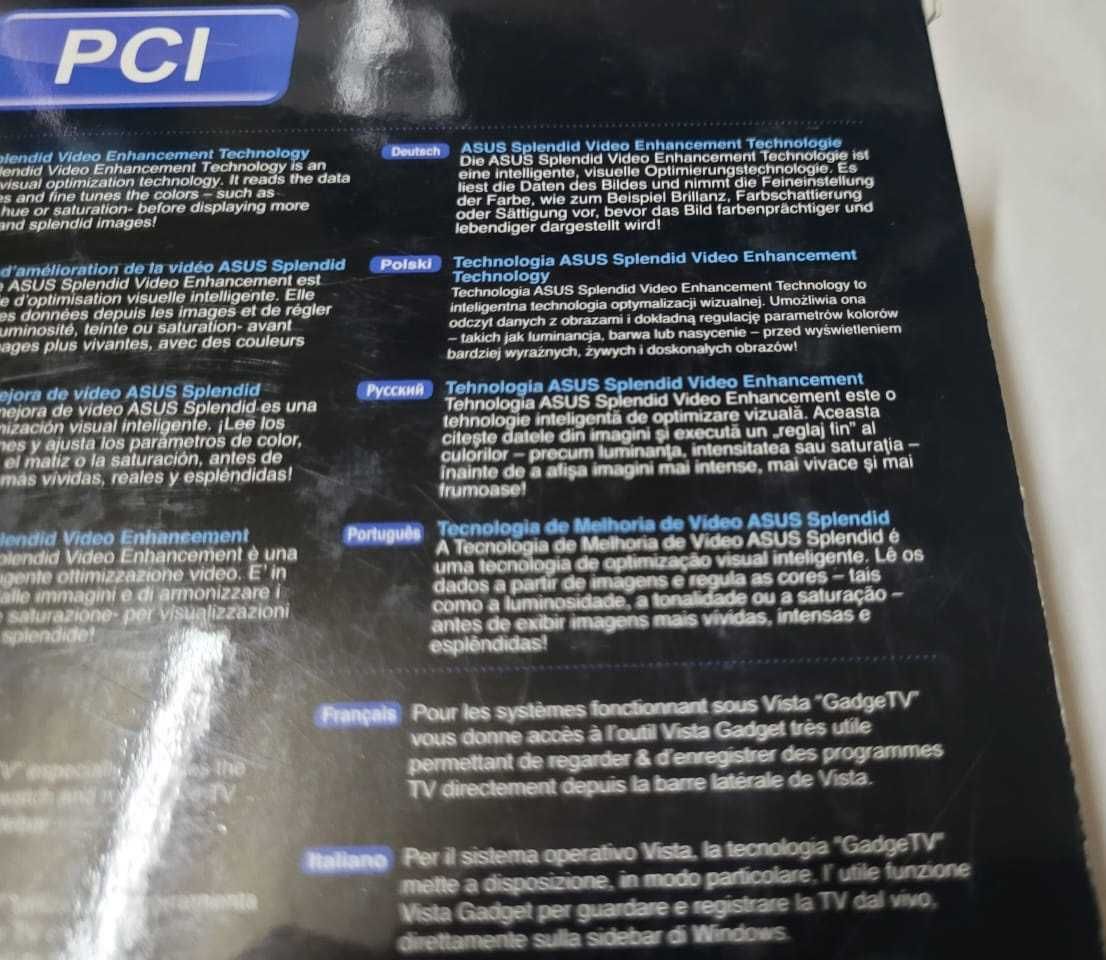 PCI
lendid Video Enhancement Technology
lendid Video Enhancement Technology is an
visual optimization technology. It reads the data
es and fine tunes the colors – such as
hue or saturation- before displaying more
and splendid images!
d'amélioration de la vidéo ASUS Splendid
e ASUS Splendid Video Enhancement est
e d'optimisation visuelle intelligente. Elle
es données depuis les images et de régler
uminosité, teinte ou saturation- avant
ages plus vivantes, avec des couleurs
ejora de vídeo ASUS Splendid
nejora de vídeo ASUS Splendid es una
nización visual inteligente. ¡Lee los
nes y ajusta los parámetros de color,
el matiz o la saturación, antes de
mas vívidas, reales y espléndidas!
lendid Video Enhancement
plendid Video Enhancement è una
igente ottimizzazione video. E' in
alle immagini e di armonizzare i
e saturazione- per visualizzazioni
splendide!
Deutsch
ASUS Splendid Video Enhancement Technologie
Die ASUS Splendid Video Enhancement Technologie ist
eine intelligente, visuelle Optimierungstechnologie. Es
liest die Daten des Bildes und nimmt die Feineinstellung
der Farbe, wie zum Beispiel Brillanz, Farbschattierung
oder Sättigung vor, bevor das Bild farbenprächtiger und
lebendiger dargestellt wird!
Polski
Technologia ASUS Splendid Video Enhancement
Technology
Technologia ASUS Splendid Video Enhancement Technology to
inteligentna technologia optymalizacji wizualnej. Umożliwia ona
odczyt danych z obrazami i dokładną regulację parametrów kolorów
– takich jak luminancja, barwa lub nasycenie – przed wyświetleniem
bardziej wyraźnych, żywych i doskonałych obrazów!
Русский
Tehnologia ASUS Splendid Video Enhancement
Tehnologia ASUS Splendid Video Enhancement este o
tehnologie inteligentă de optimizare vizuală. Aceasta
citeşte datele din imagini şi execută un „reglaj fin" al
culorilor – precum luminanţa, intensitatea sau saturaţia –
înainte de a afişa imagini mai intense, mai vivace şi mai
frumoase!
Português
Tecnologia de Melhoria de Vídeo ASUS Splendid
A Tecnologia de Melhoria de Vídeo ASUS Splendid é
uma tecnologia de optimização visual inteligente. Lê os
dados a partir de imagens e regula as cores – tais
como a luminosidade, a tonalidade ou a saturação –
antes de exibir imagens mais vívidas, intensas e
esplêndidas!
Français
Pour les systèmes fonctionnant sous Vista "GadgeTV"
vous donne accès à l'outil Vista Gadget très utile
permettant de regarder & d'enregistrer des programmes
TV directement depuis la barre latérale de Vista.
Italiano
Per il sistema operativo Vista, la tecnologia "GadgeTV"
mette a disposizione, in modo particolare, l' utile funzione
Vista Gadget per guardare e registrare la TV dal vivo,
direttamente sulla sidebar di Windows.